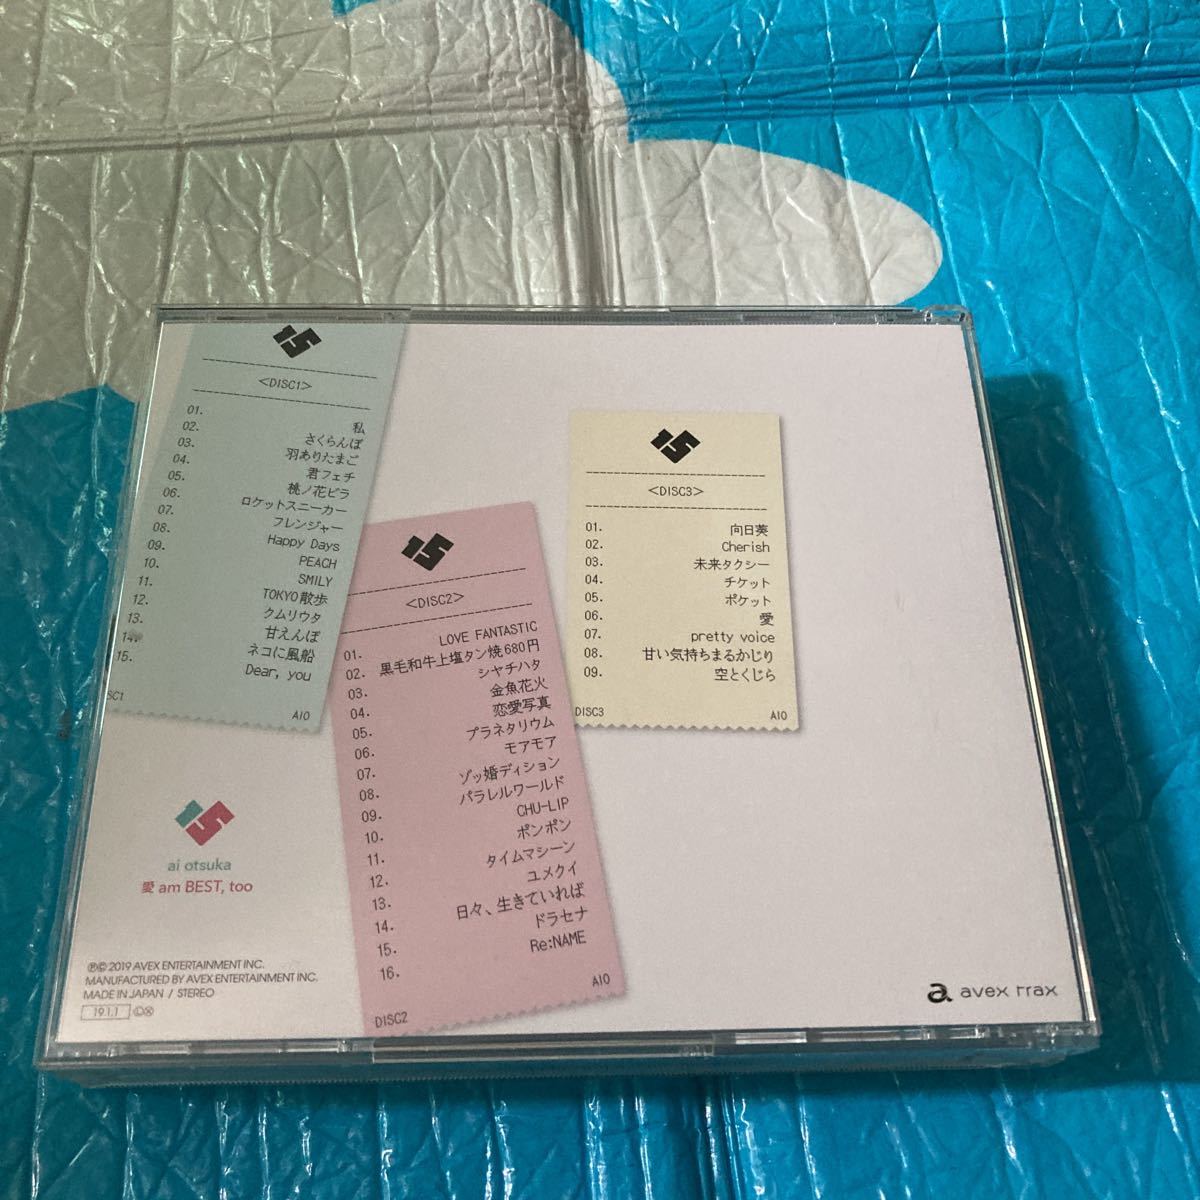 15
<DISC1>
01. 私
02. さくらんぼ
03. 羽ありたまご
04. 君フェチ
05. 桃ノ花ビラ
06. ロケットスニーカー
07. フレンジャー
08. Happy Days
09. PEACH
10. SMILY
11. TOKYO散歩
12. クムリウタ
13. 甘えんぼ
14. ネコに風船
15. Dear, you
SC1 AIO
15
<DISC2>
01. LOVE FANTASTIC
02. 黒毛和牛上塩タン焼680円
03. シャチハタ
04. 金魚花火
05. 恋愛写真
06. プラネタリウム
07. モアモア
08. ゾッ婚ディション
09. パラレルワールド
10. CHU-LIP
11. ポンポン
12. タイムマシーン
13. ユメクイ
14. 日々、生きていれば
15. ドラセナ
16. Re:NAME
DISC2 AIO
15
<DISC3>
01. 向日葵
02. Cherish
03. 未来タクシー
04. チケット
05. ポケット
06. 愛
07. pretty voice
08. 甘い気持ちまるかじり
09. 空とくじら
DISC3 AIO
15
ai otsuka
愛 am BEST, too
℗© 2019 AVEX ENTERTAINMENT INC.
MANUFACTURED BY AVEX ENTERTAINMENT INC.
MADE IN JAPAN / STEREO
19.1.1 Ⓛⓧ
a avex trax